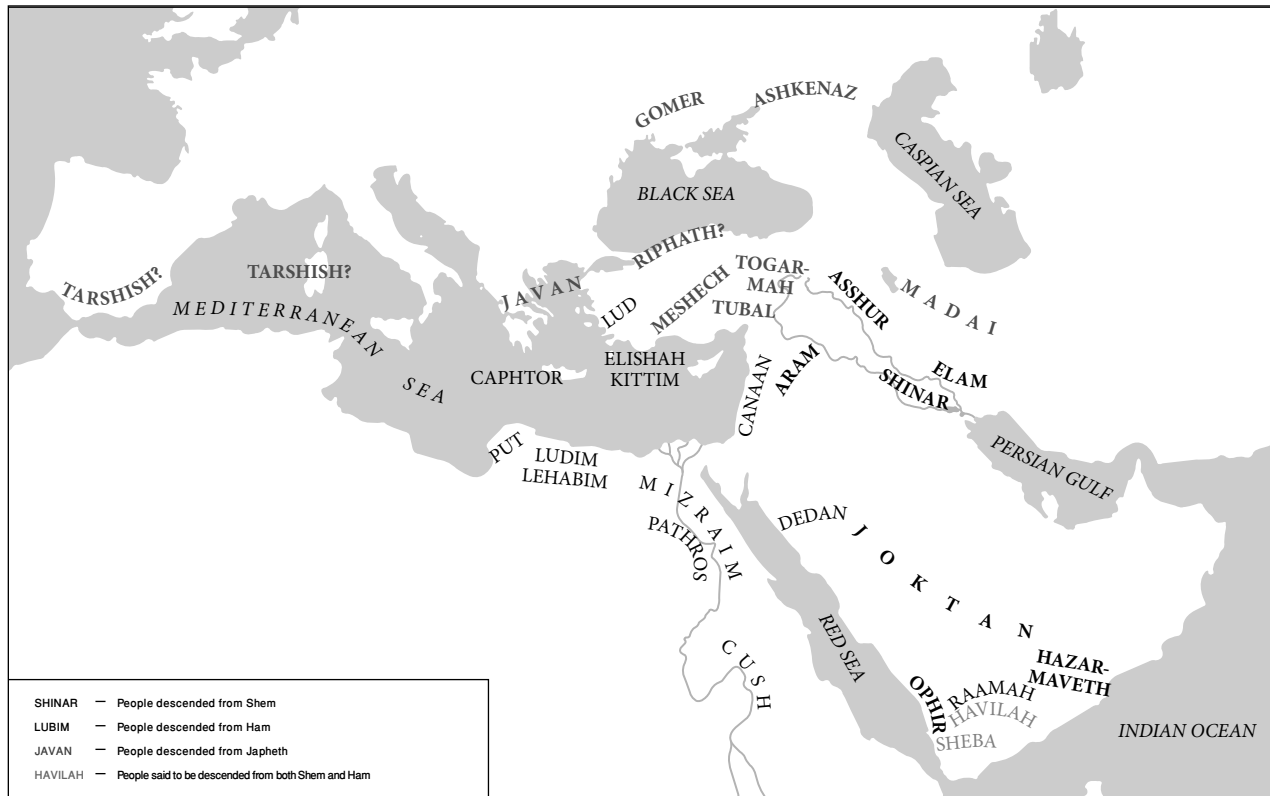 GOMER
ASHKENAZ
CASPIAN SEA
BLACK SEA
RIPHATH?
TARSHISH?
TARSHISH?
MEDITERRANEAN
SEA
JAVAN
LUD
MESHECH
TOGAR-
MAH
TUBAL
ASSHUR
MADAI
ELISHAH
KITTIM
CAPHTOR
CANAAN
ARAM
SHINAR
ELAM
PERSIAN GULF
PUT
LUDIM
LEHABIM
MIZRAIM
PATHROS
DEDAN
JOKTAN
RED SEA
CUSH
HAZAR-
MAVETH
OPHIR
RAAMAH
HAVILAH
SHEBA
INDIAN OCEAN
SHINAR — People descended from Shem
LUBIM — People descended from Ham
JAVAN — People descended from Japheth
HAVILAH — People said to be descended from both Shem and Ham